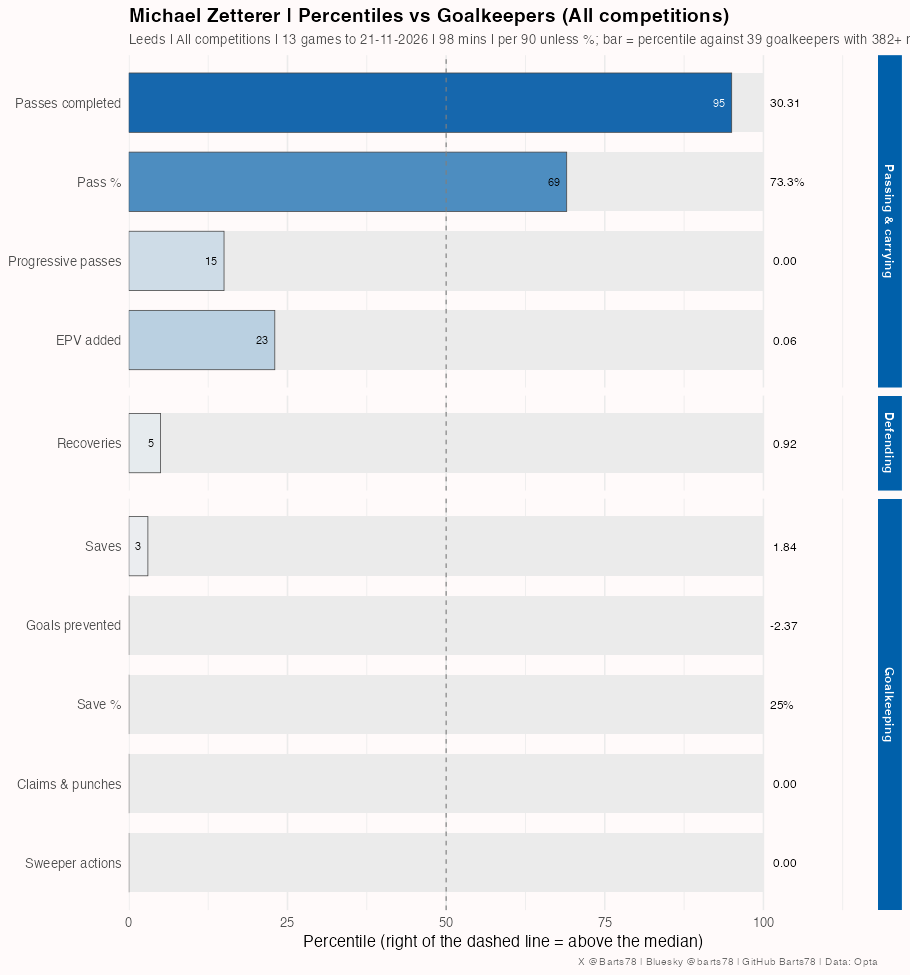 Michael Zetterer | Percentiles vs Goalkeepers (All competitions)
Leeds | All competitions | 13 games to 21-11-2026 | 98 mins | per 90 unless %; bar = percentile against 39 goalkeepers with 382+
Passes completed 95 30.31
Pass % 69 73.3%
Progressive passes 15 0.00
EPV added 23 0.06
Passing & carrying
Recoveries 5 0.92
Defending
Saves 3 1.84
Goals prevented -2.37
Save % 25%
Claims & punches 0.00
Sweeper actions 0.00
Goalkeeping
0 25 50 75 100
Percentile (right of the dashed line = above the median)
X @Barts78 | Bluesky @barts78 | GitHub Barts78 | Data: Opta